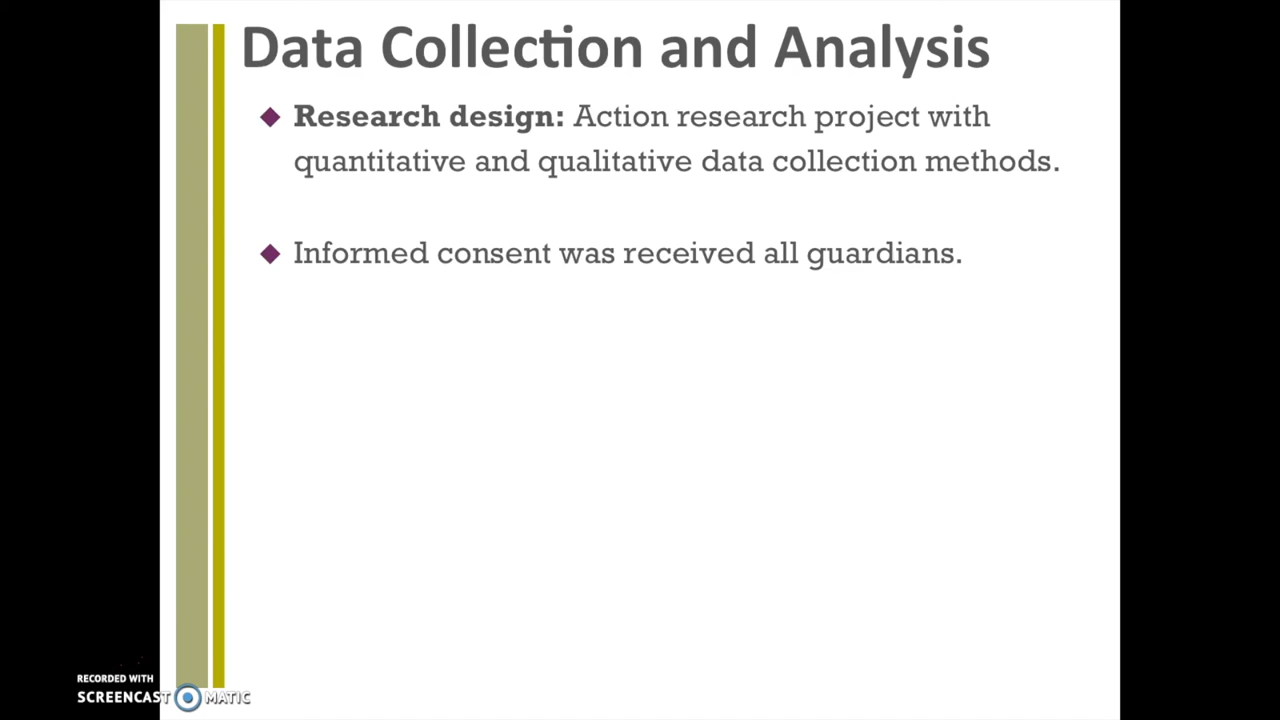 Data Collection and Analysis
Research design: Action research project with
quantitative and qualitative data collection methods.
Informed consent was received all guardians.
RECORDED WITH
SCREENCAST MATIC